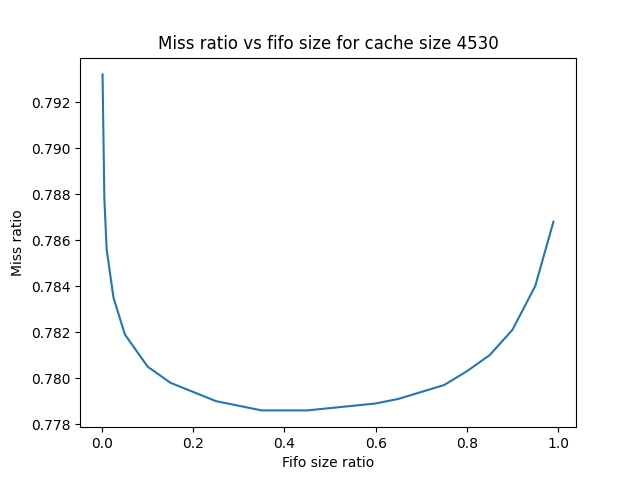 Miss ratio vs fifo size for cache size 4530
Miss ratio
0.792
0.790
0.788
0.786
0.784
0.782
0.780
0.778
0.0 0.2 0.4 0.6 0.8 1.0
Fifo size ratio